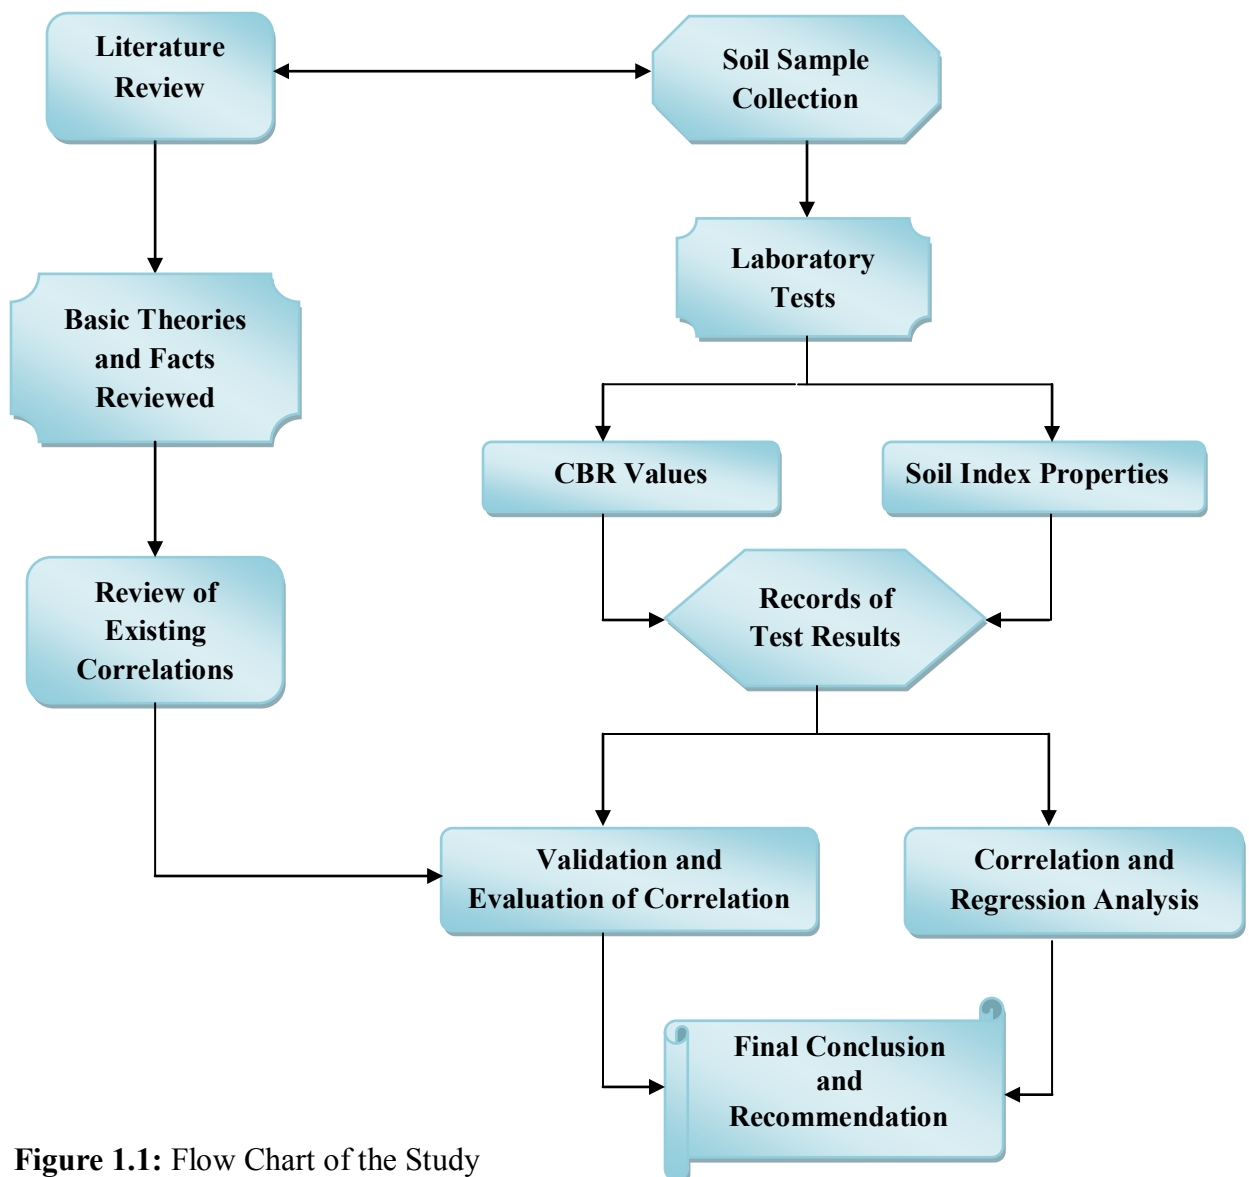 Literature
Review
Soil Sample
Collection
Laboratory
Tests
Basic Theories
and Facts
Reviewed
CBR Values
Soil Index Properties
Review of
Existing
Correlations
Records of
Test Results
Validation and
Evaluation of Correlation
Correlation and
Regression Analysis
Final Conclusion
and
Recommendation
Figure 1.1: Flow Chart of the Study